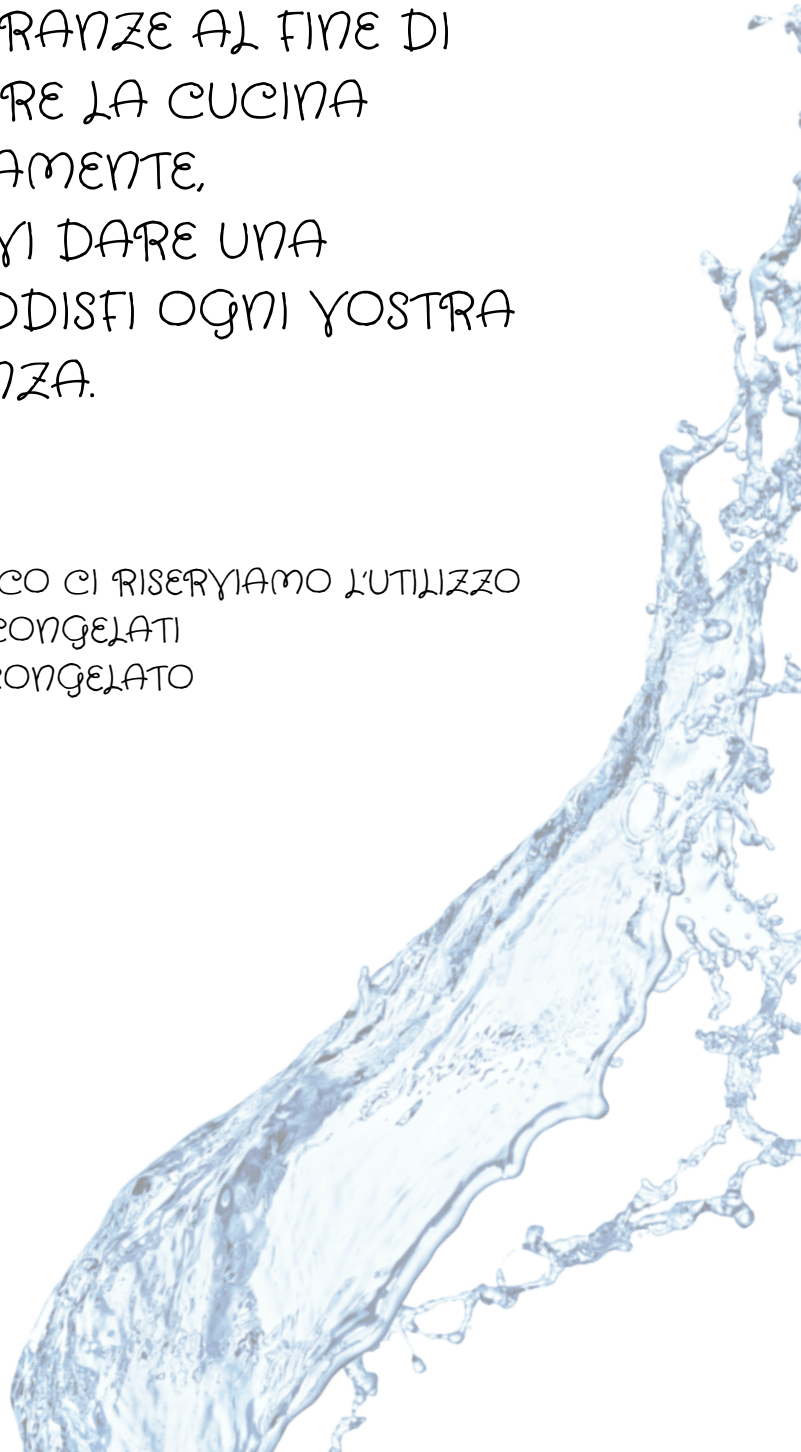 RANZE AL FINE DI
RE LA CUCINA
AMENTE,
VI DARE UNA
DDISFI OGNI VOSTRA
NZA.
CO CI RISERVIAMO L'UTILIZZO
CONGELATI
CONGELATO